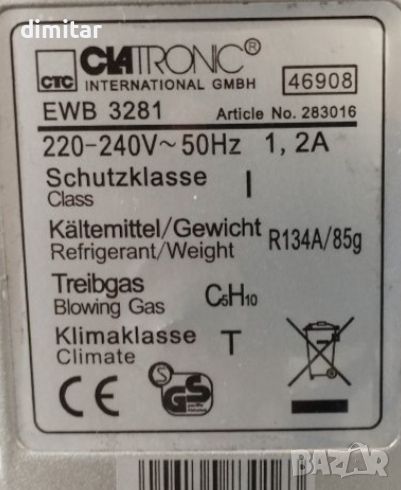 dimitar
CTC CLATRONIC®
INTERNATIONAL GMBH
46908
EWB 3281 Article No. 283016
220-240V~50Hz 1, 2A
Schutzklasse I
Class
Kältemittel/Gewicht R134A/85g
Refrigerant/Weight
Treibgas C5H10
Blowing Gas
Klimaklasse T
Climate
CE S GS
BAZAR